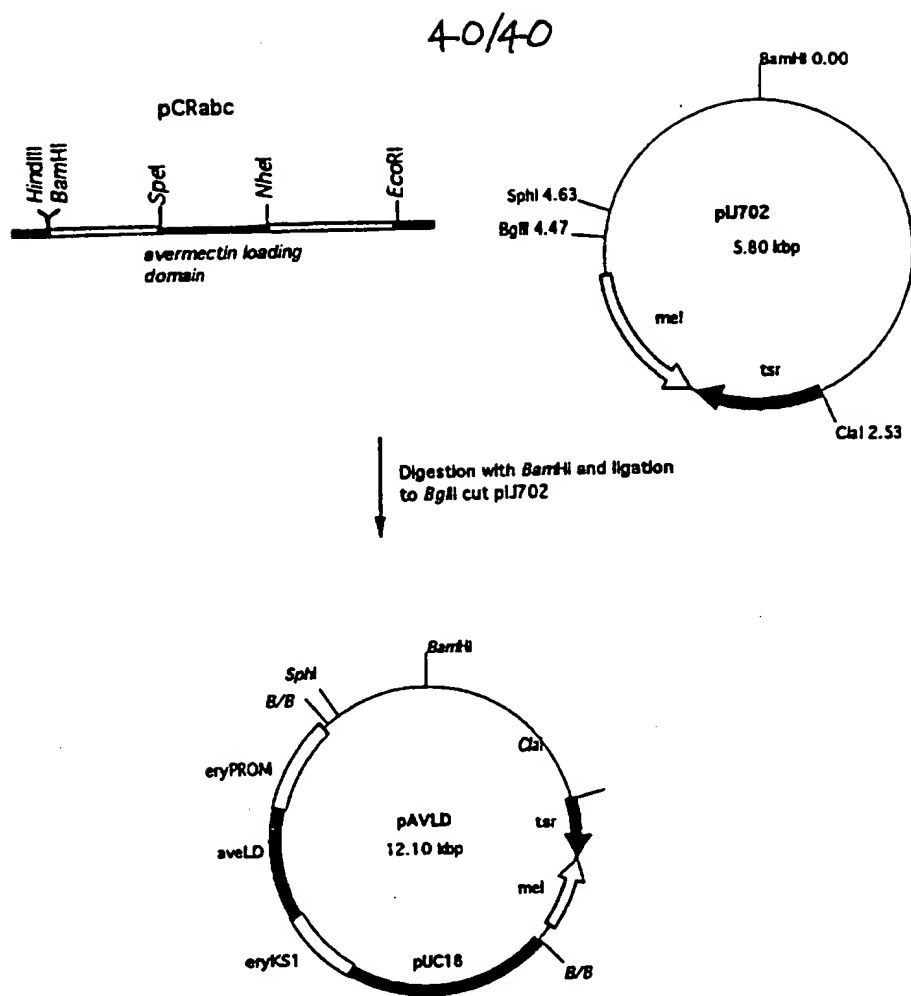 40/40
pCRabc
HindIII
BamHI
SpeI
NheI
EcoRI
avermectin loading
domain
BamHI 0.00
SphI 4.63
BglII 4.47
pIJ702
5.80 kbp
mel
tsr
ClaI 2.53
Digestion with BamHI and ligation
to BglII cut pIJ702
BamHI
SphI
B/B
ClaI
eryPROM
pAVLD
12.10 kbp
tsr
aveLD
mel
eryKS1
pUC18
B/B